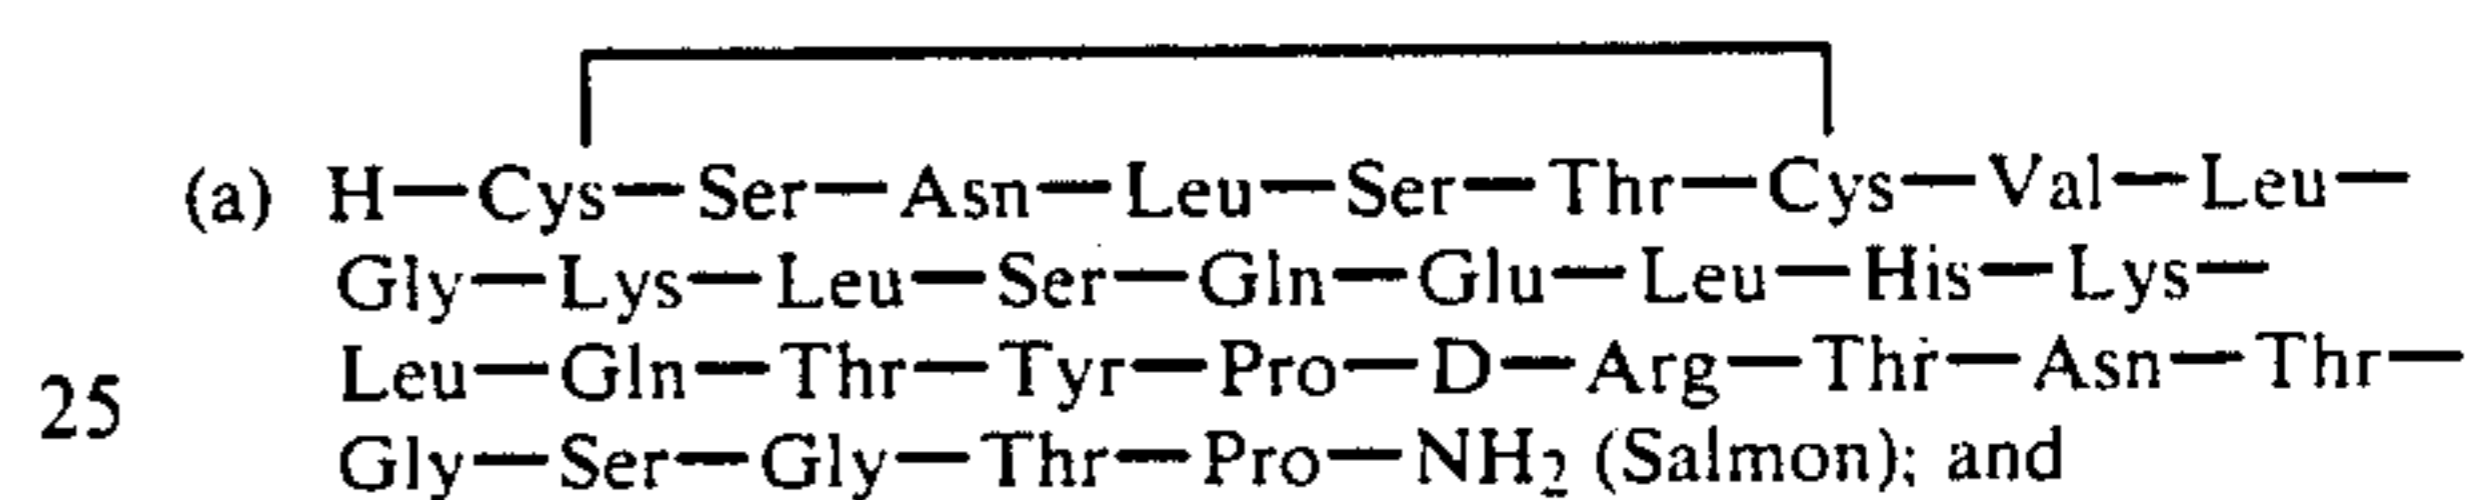 (a) H—Cys—Ser—Asn—Leu—Ser—Thr—Cys—Val—Leu—
Gly—Lys—Leu—Ser—Gln—Glu—Leu—His—Lys—
25 Leu—Gln—Thr—Tyr—Pro—D—Arg—Thr—Asn—Thr—
Gly—Ser—Gly—Thr—Pro—NH₂ (Salmon); and